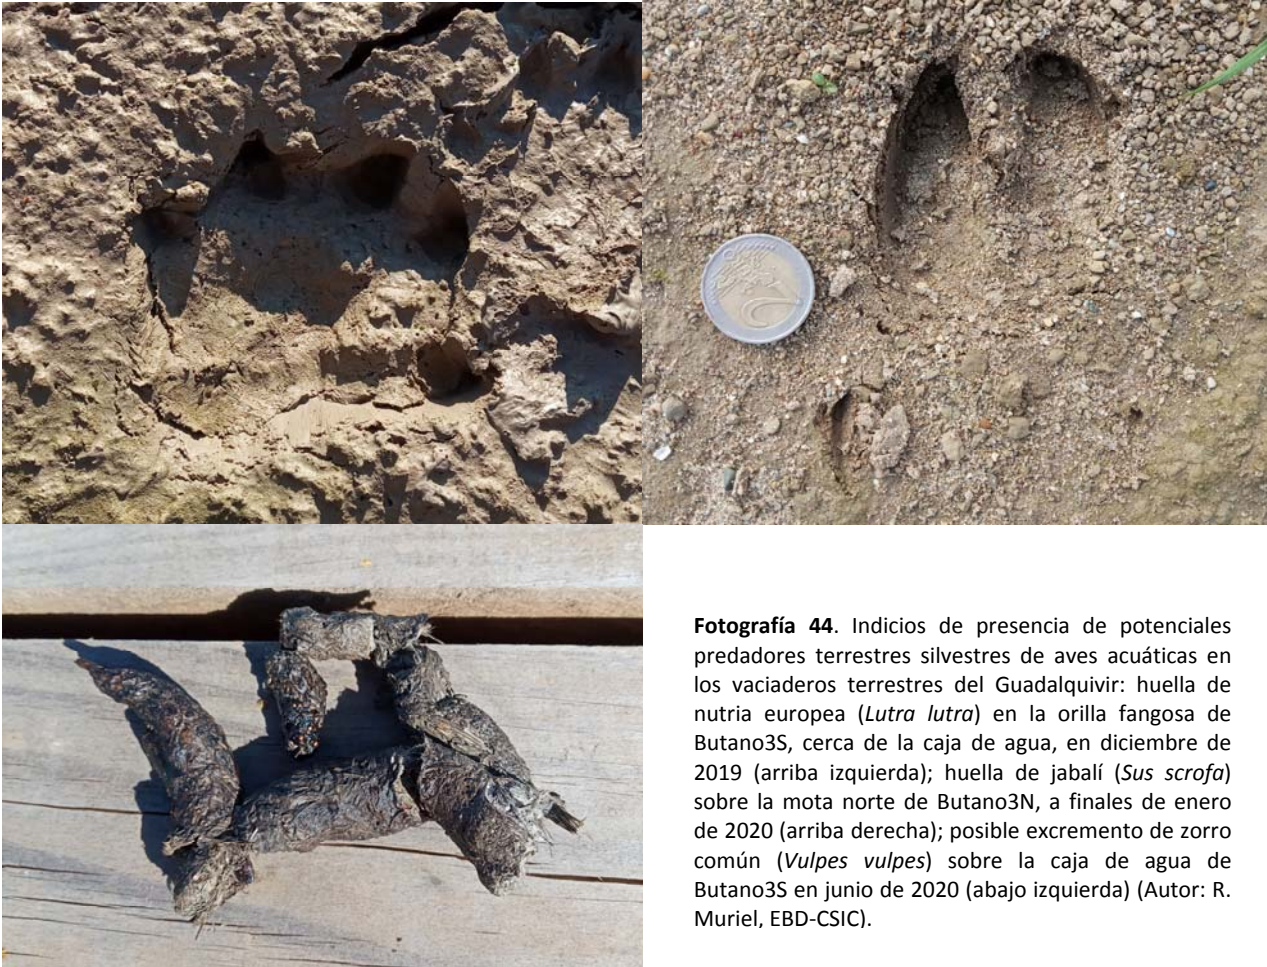 2
Fotografía 44. Indicios de presencia de potenciales
predadores terrestres silvestres de aves acuáticas en
los vaciaderos terrestres del Guadalquivir: huella de
nutria europea (Lutra lutra) en la orilla fangosa de
Butano3S, cerca de la caja de agua, en diciembre de
2019 (arriba izquierda); huella de jabalí (Sus scrofa)
sobre la mota norte de Butano3N, a finales de enero
de 2020 (arriba derecha); posible excremento de zorro
común (Vulpes vulpes) sobre la caja de agua de
Butano3S en junio de 2020 (abajo izquierda) (Autor: R.
Muriel, EBD-CSIC).